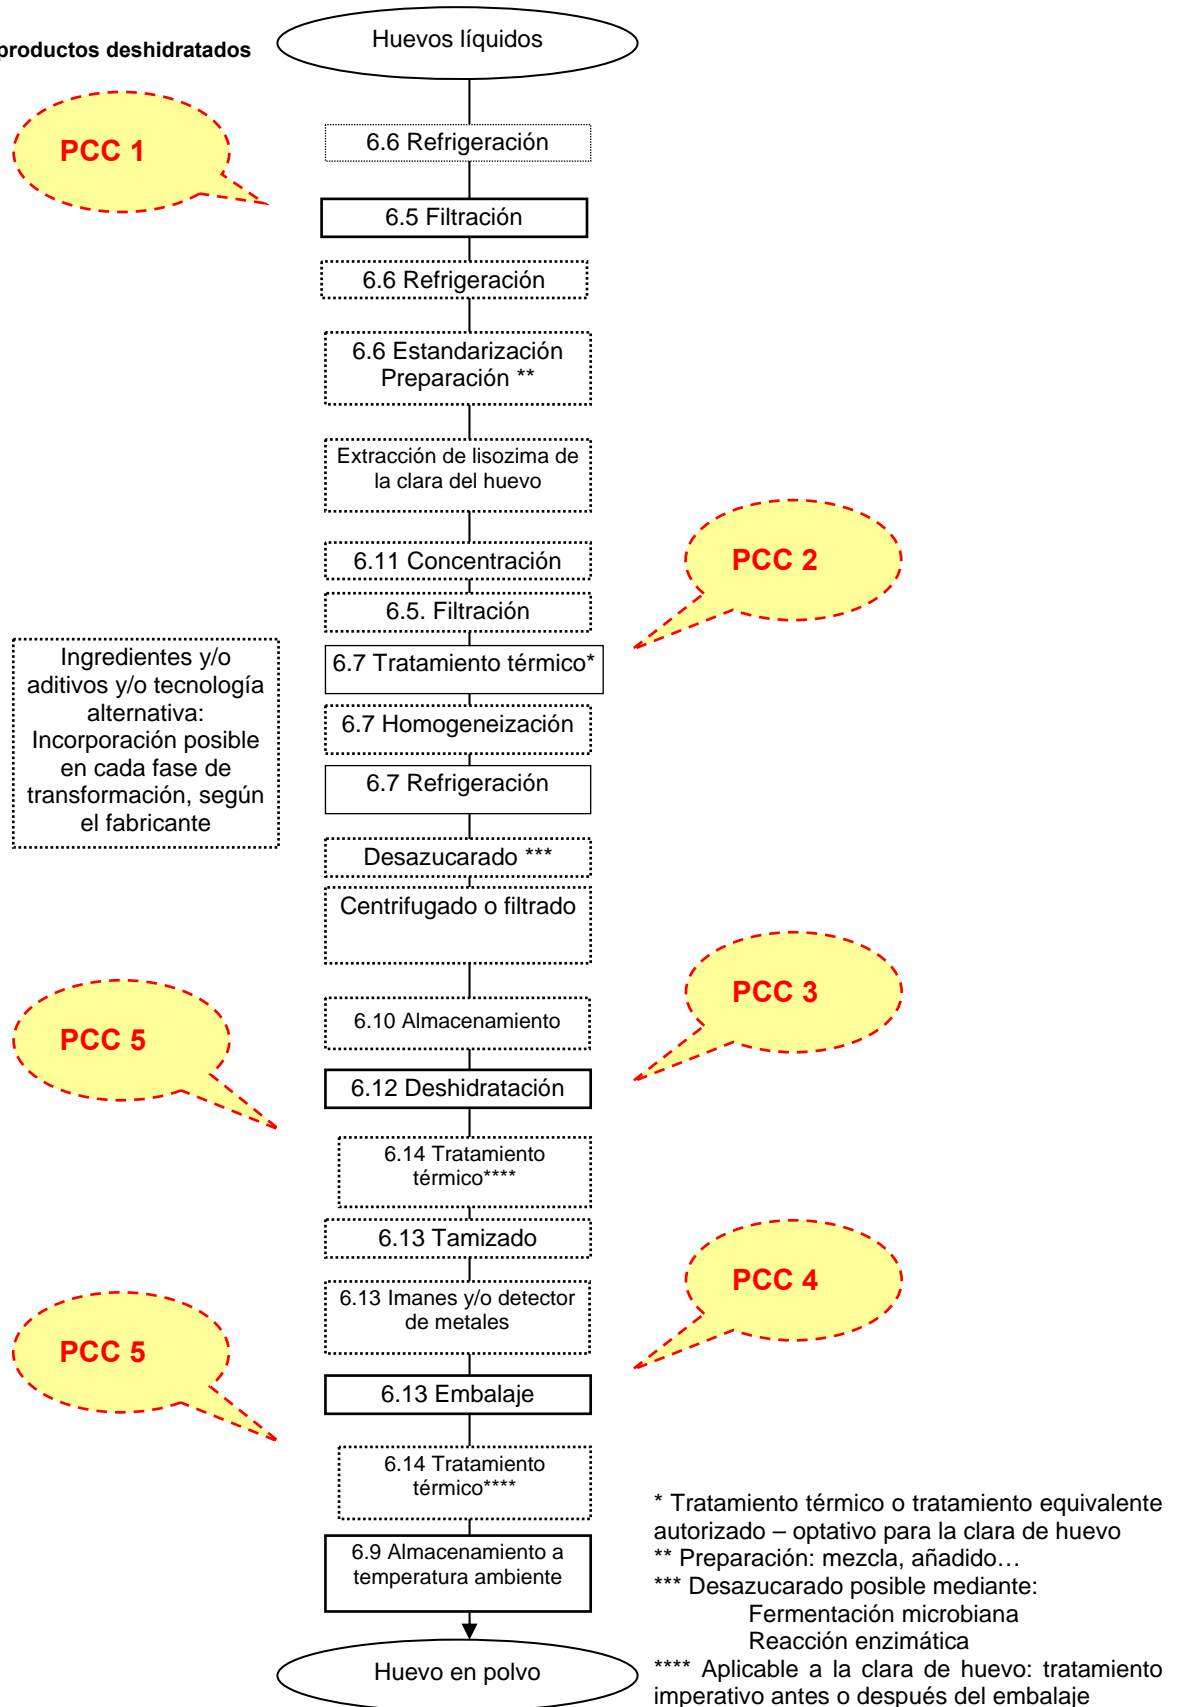 productos deshidratados
Huevos líquidos
PCC 1
6.6 Refrigeración
6.5 Filtración
6.6 Refrigeración
6.6 Estandarización
Preparación **
Extracción de lisozima de
la clara del huevo
6.11 Concentración
PCC 2
6.5. Filtración
6.7 Tratamiento térmico*
Ingredientes y/o
aditivos y/o tecnología
alternativa:
Incorporación posible
en cada fase de
transformación, según
el fabricante
6.7 Homogeneización
6.7 Refrigeración
Desazucarado ***
Centrifugado o filtrado
PCC 3
6.10 Almacenamiento
PCC 5
6.12 Deshidratación
6.14 Tratamiento
térmico****
6.13 Tamizado
PCC 4
6.13 Imanes y/o detector
de metales
PCC 5
6.13 Embalaje
6.14 Tratamiento
térmico****
6.9 Almacenamiento a
temperatura ambiente
Huevo en polvo
* Tratamiento térmico o tratamiento equivalente
autorizado – optativo para la clara de huevo
** Preparación: mezcla, añadido…
*** Desazucarado posible mediante:
Fermentación microbiana
Reacción enzimática
**** Aplicable a la clara de huevo: tratamiento
imperativo antes o después del embalaje